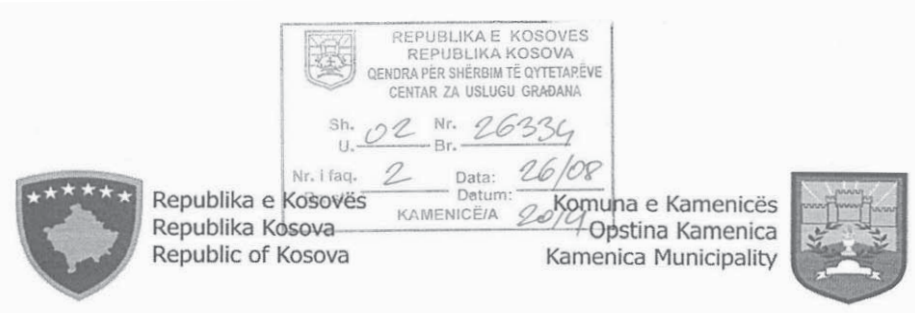 REPUBLIKA E KOSOVES
REPUBLIKA KOSOVA
QENDRA PËR SHËRBIM TË QYTETARËVE
CENTAR ZA USLUGU GRAĐANA
Sh. 02 Nr. 26334
U. Br.
Nr. i faq. 2 Data: 26/08
Datum:
KAMENICË/A
Republika e Kosovës
Republika Kosova
Republic of Kosova
Komuna e Kamenicës
Opstina Kamenica
Kamenica Municipality